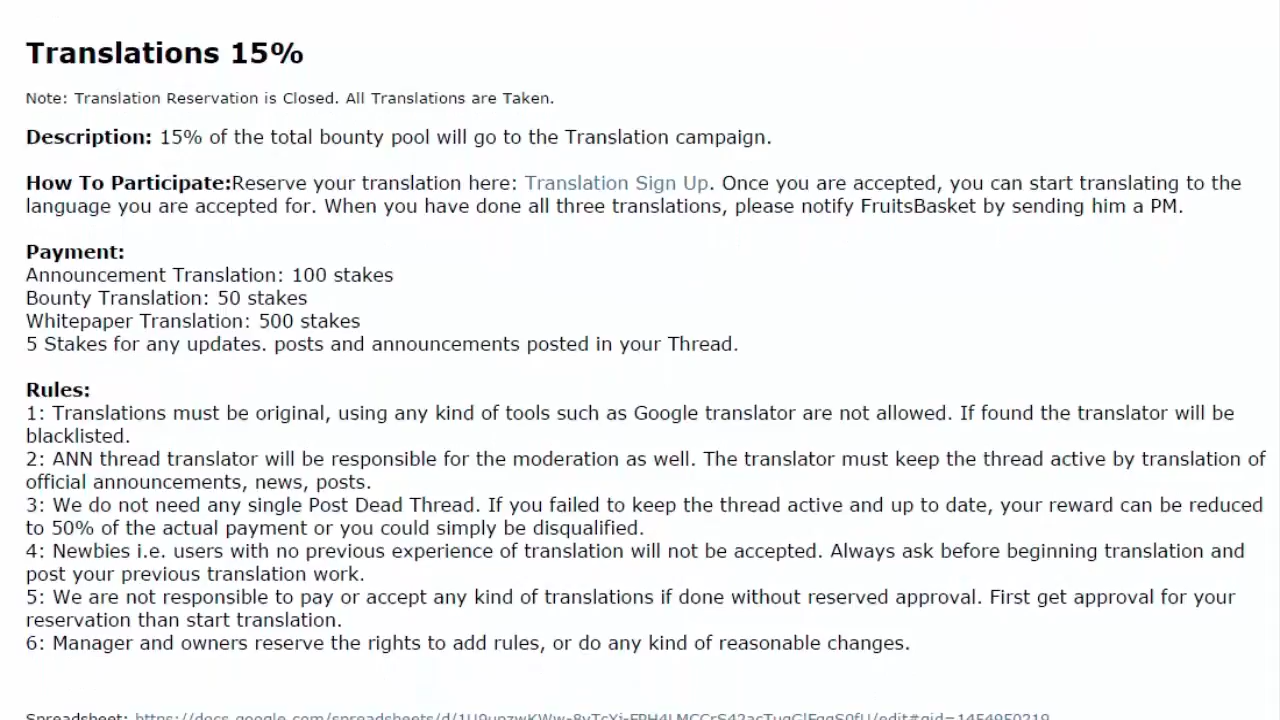 Translations 15%
Note: Translation Reservation is Closed. All Translations are Taken.
Description: 15% of the total bounty pool will go to the Translation campaign.
How To Participate:Reserve your translation here: Translation Sign Up. Once you are accepted, you can start translating to the
language you are accepted for. When you have done all three translations, please notify FruitsBasket by sending him a PM.
Payment:
Announcement Translation: 100 stakes
Bounty Translation: 50 stakes
Whitepaper Translation: 500 stakes
5 Stakes for any updates. posts and announcements posted in your Thread.
Rules:
1: Translations must be original, using any kind of tools such as Google translator are not allowed. If found the translator will be
blacklisted.
2: ANN thread translator will be responsible for the moderation as well. The translator must keep the thread active by translation of
official announcements, news, posts.
3: We do not need any single Post Dead Thread. If you failed to keep the thread active and up to date, your reward can be reduced
to 50% of the actual payment or you could simply be disqualified.
4: Newbies i.e. users with no previous experience of translation will not be accepted. Always ask before beginning translation and
post your previous translation work.
5: We are not responsible to pay or accept any kind of translations if done without reserved approval. First get approval for your
reservation than start translation.
6: Manager and owners reserve the rights to add rules, or do any kind of reasonable changes.
Spreadsheet: